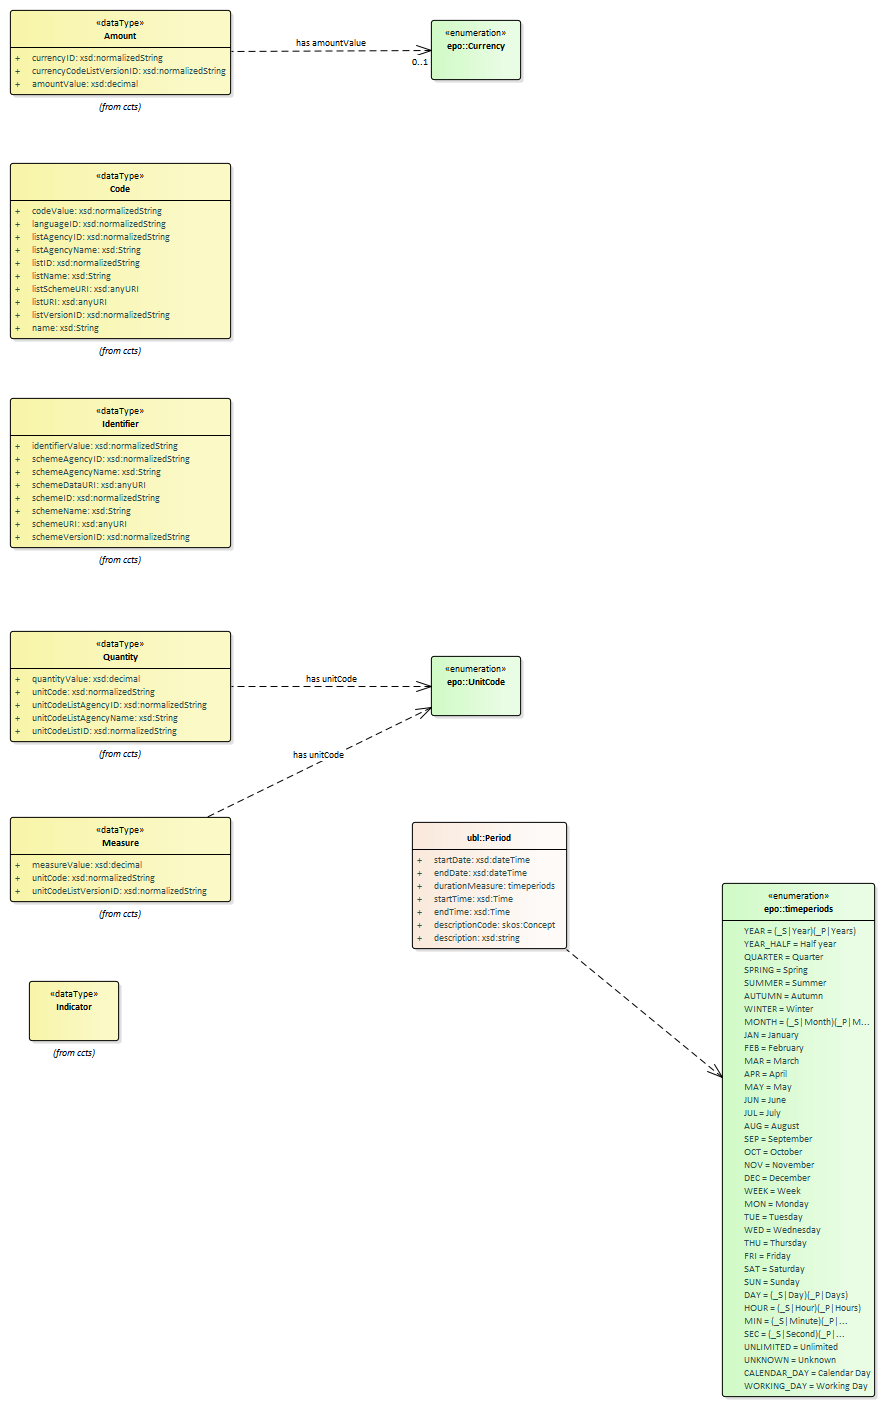 «dataType»
Amount
+ currencyID: xsd:normalizedString
+ currencyCodeListVersionID: xsd:normalizedString
+ amountValue: xsd:decimal
(from ccts)
has amountValue
0..1
«enumeration»
epo::Currency
«dataType»
Code
+ codeValue: xsd:normalizedString
+ languageID: xsd:normalizedString
+ listAgencyID: xsd:normalizedString
+ listAgencyName: xsd:String
+ listID: xsd:normalizedString
+ listName: xsd:String
+ listSchemeURI: xsd:anyURI
+ listURI: xsd:anyURI
+ listVersionID: xsd:normalizedString
+ name: xsd:String
(from ccts)
«dataType»
Identifier
+ identifierValue: xsd:normalizedString
+ schemeAgencyID: xsd:normalizedString
+ schemeAgencyName: xsd:String
+ schemeDataURI: xsd:anyURI
+ schemeID: xsd:normalizedString
+ schemeName: xsd:String
+ schemeURI: xsd:anyURI
+ schemeVersionID: xsd:normalizedString
(from ccts)
«dataType»
Quantity
+ quantityValue: xsd:decimal
+ unitCode: xsd:normalizedString
+ unitCodeListAgencyID: xsd:normalizedString
+ unitCodeListAgencyName: xsd:String
+ unitCodeListID: xsd:normalizedString
(from ccts)
has unitCode
«enumeration»
epo::UnitCode
has unitCode
«dataType»
Measure
+ measureValue: xsd:decimal
+ unitCode: xsd:normalizedString
+ unitCodeListVersionID: xsd:normalizedString
(from ccts)
ubl::Period
+ startDate: xsd:dateTime
+ endDate: xsd:dateTime
+ durationMeasure: timeperiods
+ startTime: xsd:Time
+ endTime: xsd:Time
+ descriptionCode: skos:Concept
+ description: xsd:string
«dataType»
Indicator
(from ccts)
«enumeration»
epo::timeperiods
YEAR = (_S|Year)(_P|Years)
YEAR_HALF = Half year
QUARTER = Quarter
SPRING = Spring
SUMMER = Summer
AUTUMN = Autumn
WINTER = Winter
MONTH = (_S|Month)(_P|M...
JAN = January
FEB = February
MAR = March
APR = April
MAY = May
JUN = June
JUL = July
AUG = August
SEP = September
OCT = October
NOV = November
DEC = December
WEEK = Week
MON = Monday
TUE = Tuesday
WED = Wednesday
THU = Thursday
FRI = Friday
SAT = Saturday
SUN = Sunday
DAY = (_S|Day)(_P|Days)
HOUR = (_S|Hour)(_P|Hours)
MIN = (_S|Minute)(_P|...
SEC = (_S|Second)(_P|...
UNLIMITED = Unlimited
UNKNOWN = Unknown
CALENDAR_DAY = Calendar Day
WORKING_DAY = Working Day